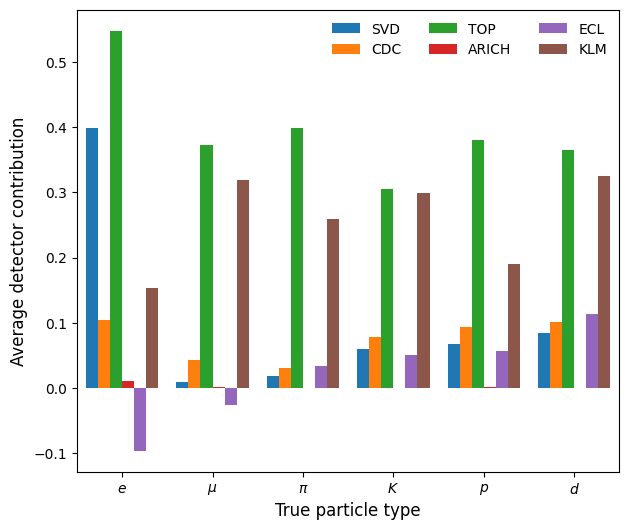 SVD TOP ECL
CDC ARICH KLM
0.5
0.4
0.3
0.2
0.1
0.0
−0.1
Average detector contribution
e μ π K p d
True particle type